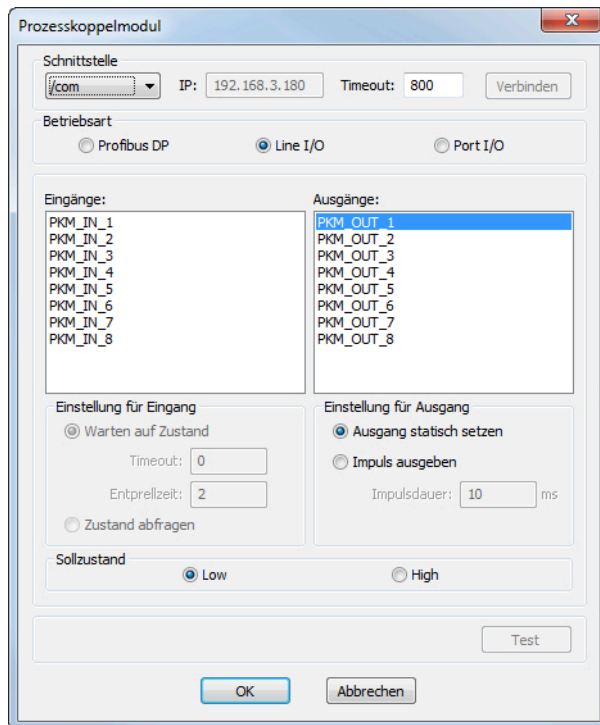 Prozesskoppelmodul
Schnittstelle
/com IP: 192.168.3.180 Timeout: 800 Verbinden
Betriebsart
Profibus DP Line I/O Port I/O
Eingänge: Ausgänge:
PKM_IN_1 PKM_OUT_1
PKM_IN_2 PKM_OUT_2
PKM_IN_3 PKM_OUT_3
PKM_IN_4 PKM_OUT_4
PKM_IN_5 PKM_OUT_5
PKM_IN_6 PKM_OUT_6
PKM_IN_7 PKM_OUT_7
PKM_IN_8 PKM_OUT_8
Einstellung für Eingang Einstellung für Ausgang
Warten auf Zustand Ausgang statisch setzen
Timeout: 0 Impuls ausgeben
Entprellzeit: 2 Impulsdauer: 10 ms
Zustand abfragen
Sollzustand
Low High
Test
OK Abbrechen